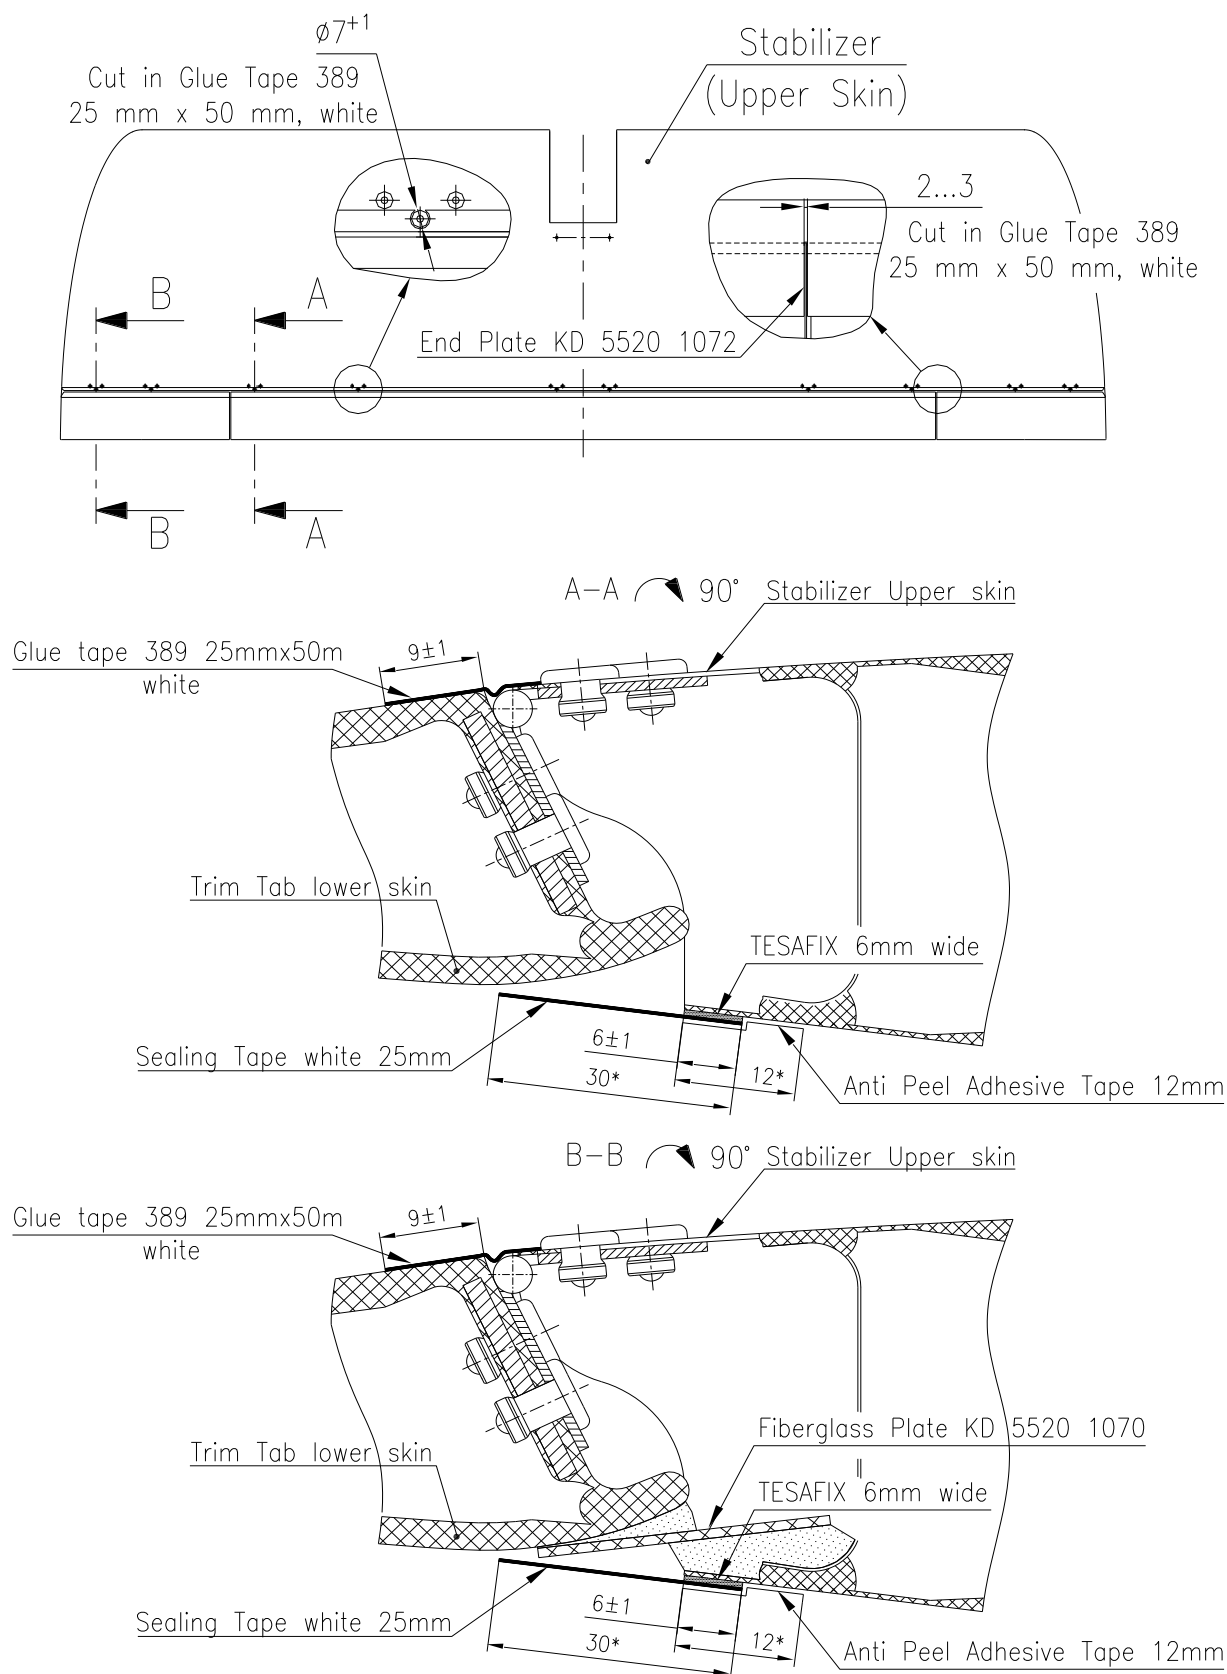 ø7+1
Cut in Glue Tape 389
25 mm x 50 mm, white
Stabilizer
(Upper Skin)
2...3
Cut in Glue Tape 389
25 mm x 50 mm, white
B
A
End Plate KD 5520 1072
B
A
A-A 90° Stabilizer Upper skin
Glue tape 389 25mmx50m
white
9±1
Trim Tab lower skin
TESAFIX 6mm wide
Sealing Tape white 25mm
6±1
30*
12*
Anti Peel Adhesive Tape 12mm
B-B 90° Stabilizer Upper skin
Glue tape 389 25mmx50m
white
9±1
Fiberglass Plate KD 5520 1070
Trim Tab lower skin
TESAFIX 6mm wide
Sealing Tape white 25mm
6±1
30*
12*
Anti Peel Adhesive Tape 12mm